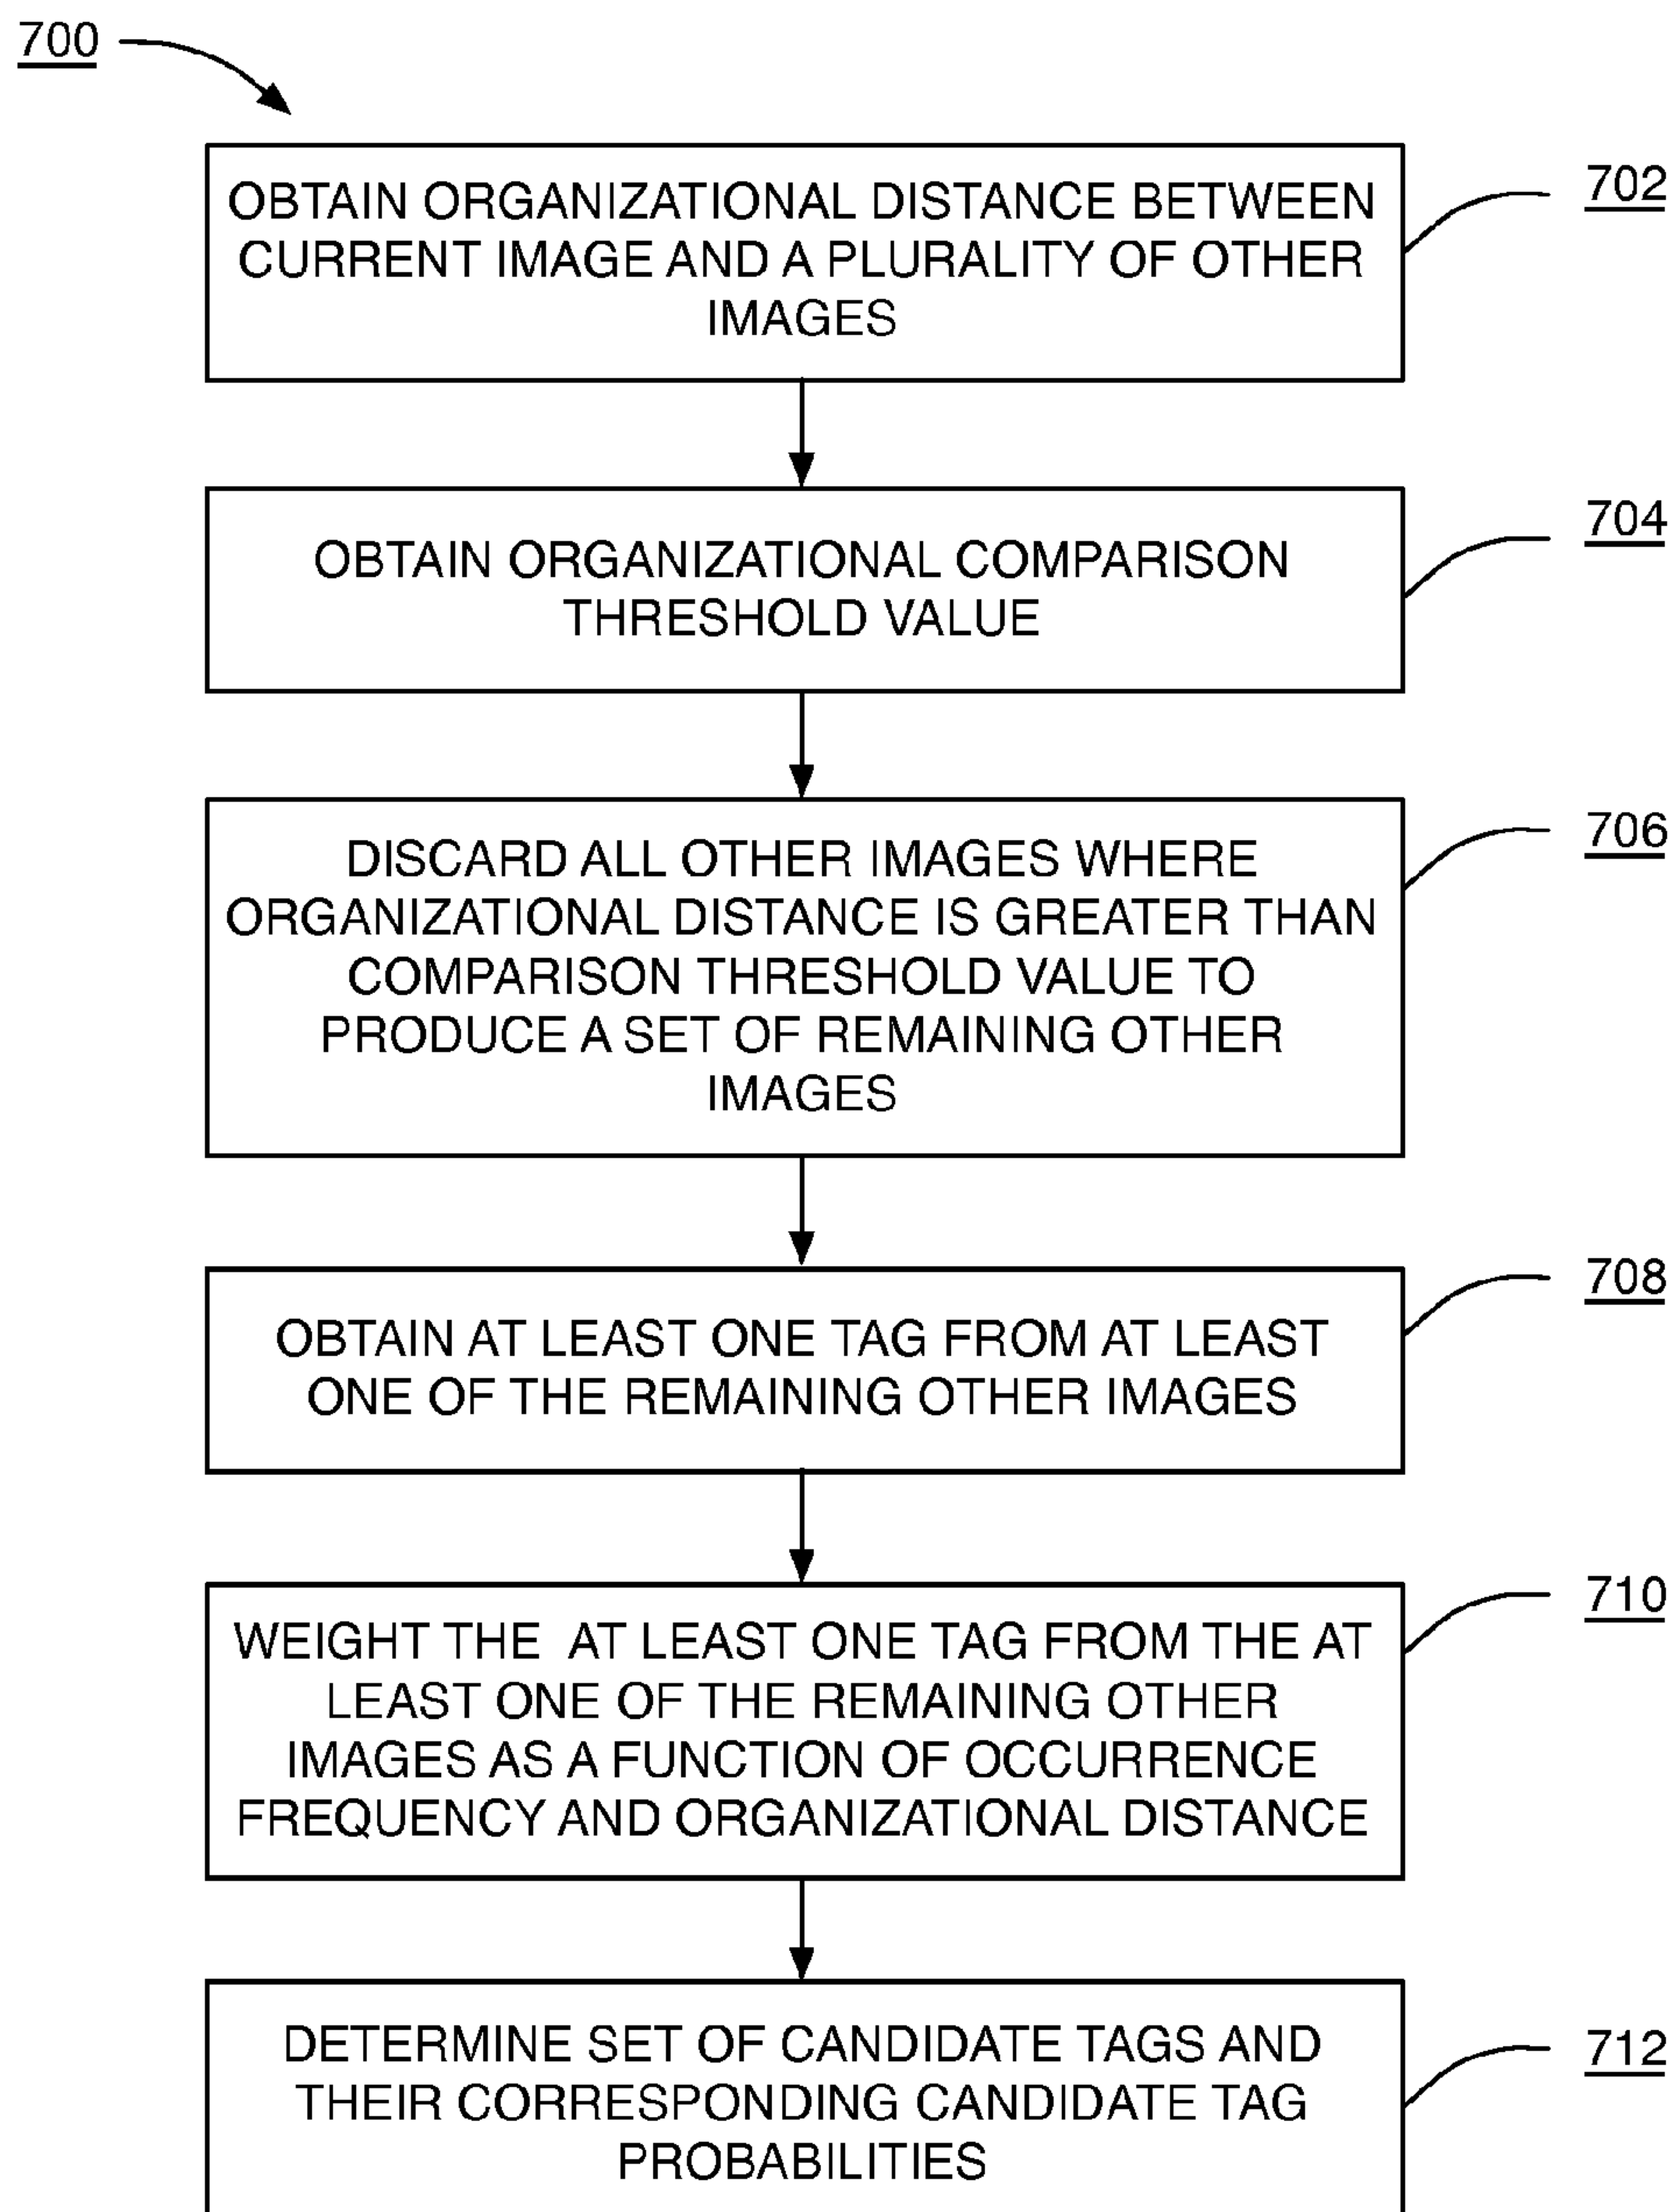 700
OBTAIN ORGANIZATIONAL DISTANCE BETWEEN
CURRENT IMAGE AND A PLURALITY OF OTHER
IMAGES
702
OBTAIN ORGANIZATIONAL COMPARISON
THRESHOLD VALUE
704
DISCARD ALL OTHER IMAGES WHERE
ORGANIZATIONAL DISTANCE IS GREATER THAN
COMPARISON THRESHOLD VALUE TO
PRODUCE A SET OF REMAINING OTHER
IMAGES
706
OBTAIN AT LEAST ONE TAG FROM AT LEAST
ONE OF THE REMAINING OTHER IMAGES
708
WEIGHT THE AT LEAST ONE TAG FROM THE AT
LEAST ONE OF THE REMAINING OTHER
IMAGES AS A FUNCTION OF OCCURRENCE
FREQUENCY AND ORGANIZATIONAL DISTANCE
710
DETERMINE SET OF CANDIDATE TAGS AND
THEIR CORRESPONDING CANDIDATE TAG
PROBABILITIES
712